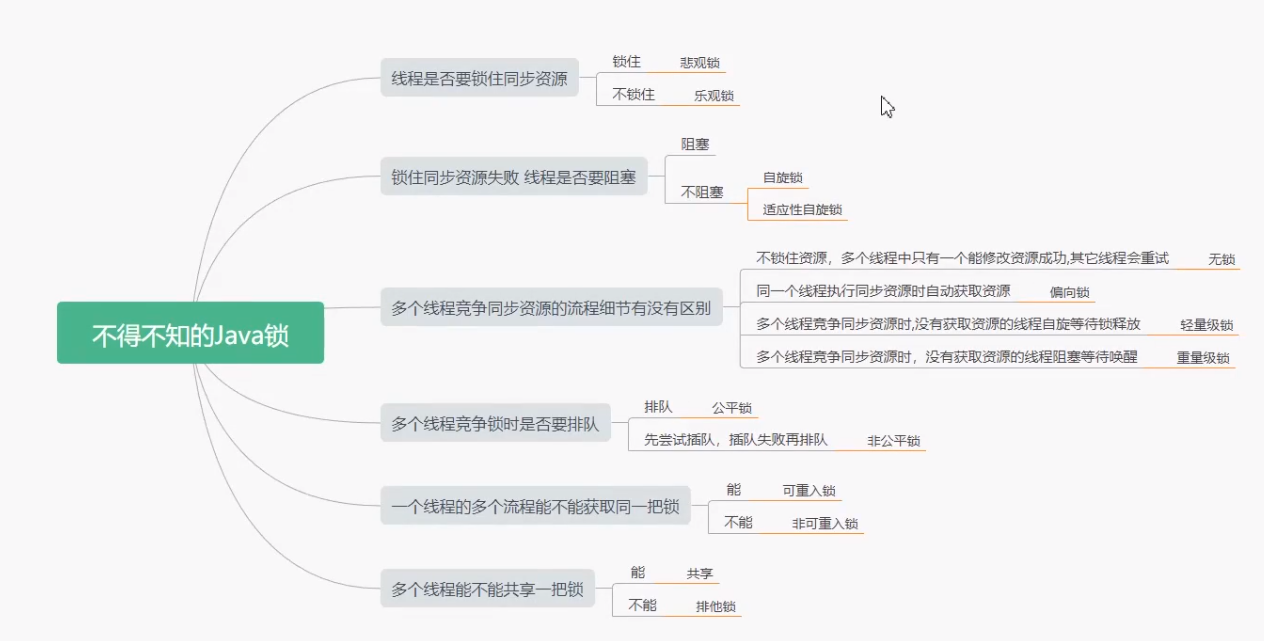 线程是否要锁住同步资源
锁住 悲观锁
不锁住 乐观锁
锁住同步资源失败 线程是否要阻塞
阻塞
不阻塞
自旋锁
适应性自旋锁
不得不知的Java锁
多个线程竞争同步资源的流程细节有没有区别
不锁住资源，多个线程中只有一个能修改资源成功,其它线程会重试 无锁
同一个线程执行同步资源时自动获取资源 偏向锁
多个线程竞争同步资源时,没有获取资源的线程自旋等待锁释放 轻量级锁
多个线程竞争同步资源时，没有获取资源的线程阻塞等待唤醒 重量级锁
多个线程竞争锁时是否要排队
排队 公平锁
先尝试插队，插队失败再排队 非公平锁
一个线程的多个流程能不能获取同一把锁
能 可重入锁
不能 非可重入锁
多个线程能不能共享一把锁
能 共享
不能 排他锁